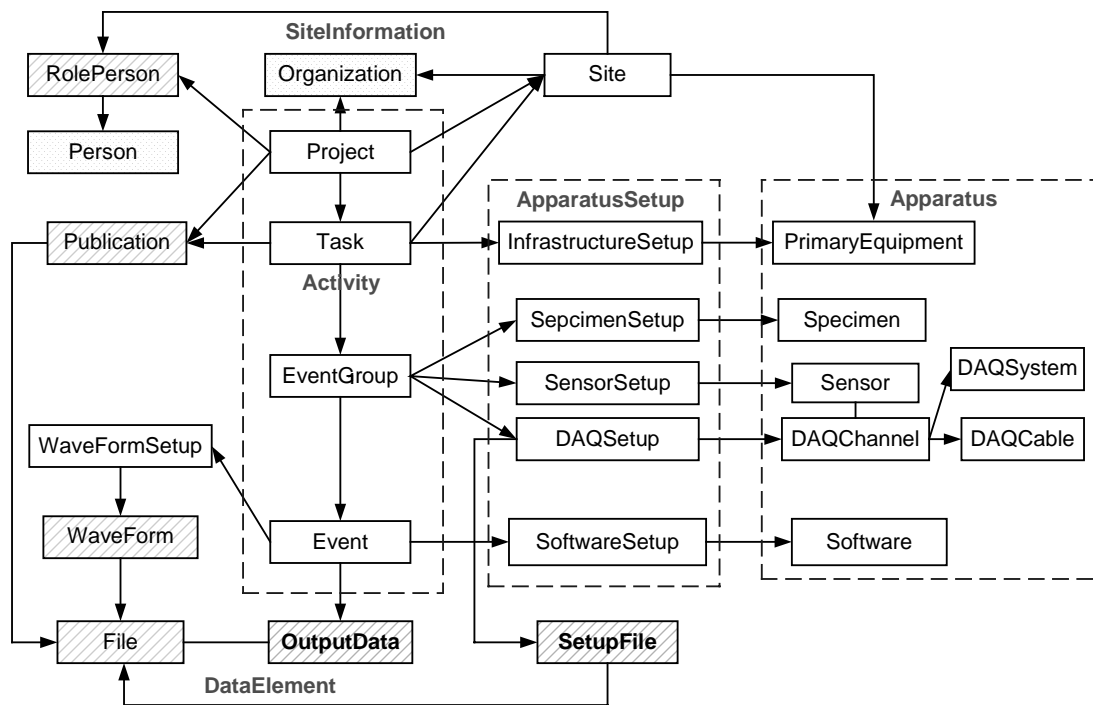 SiteInformation
RolePerson
Organization
Site
Person
Project
ApparatusSetup
Apparatus
Publication
Task
InfrastructureSetup
PrimaryEquipment
Activity
SepcimenSetup
Specimen
EventGroup
SensorSetup
Sensor
DAQSystem
WaveFormSetup
DAQSetup
DAQChannel
DAQCable
WaveForm
Event
SoftwareSetup
Software
File
OutputData
SetupFile
DataElement